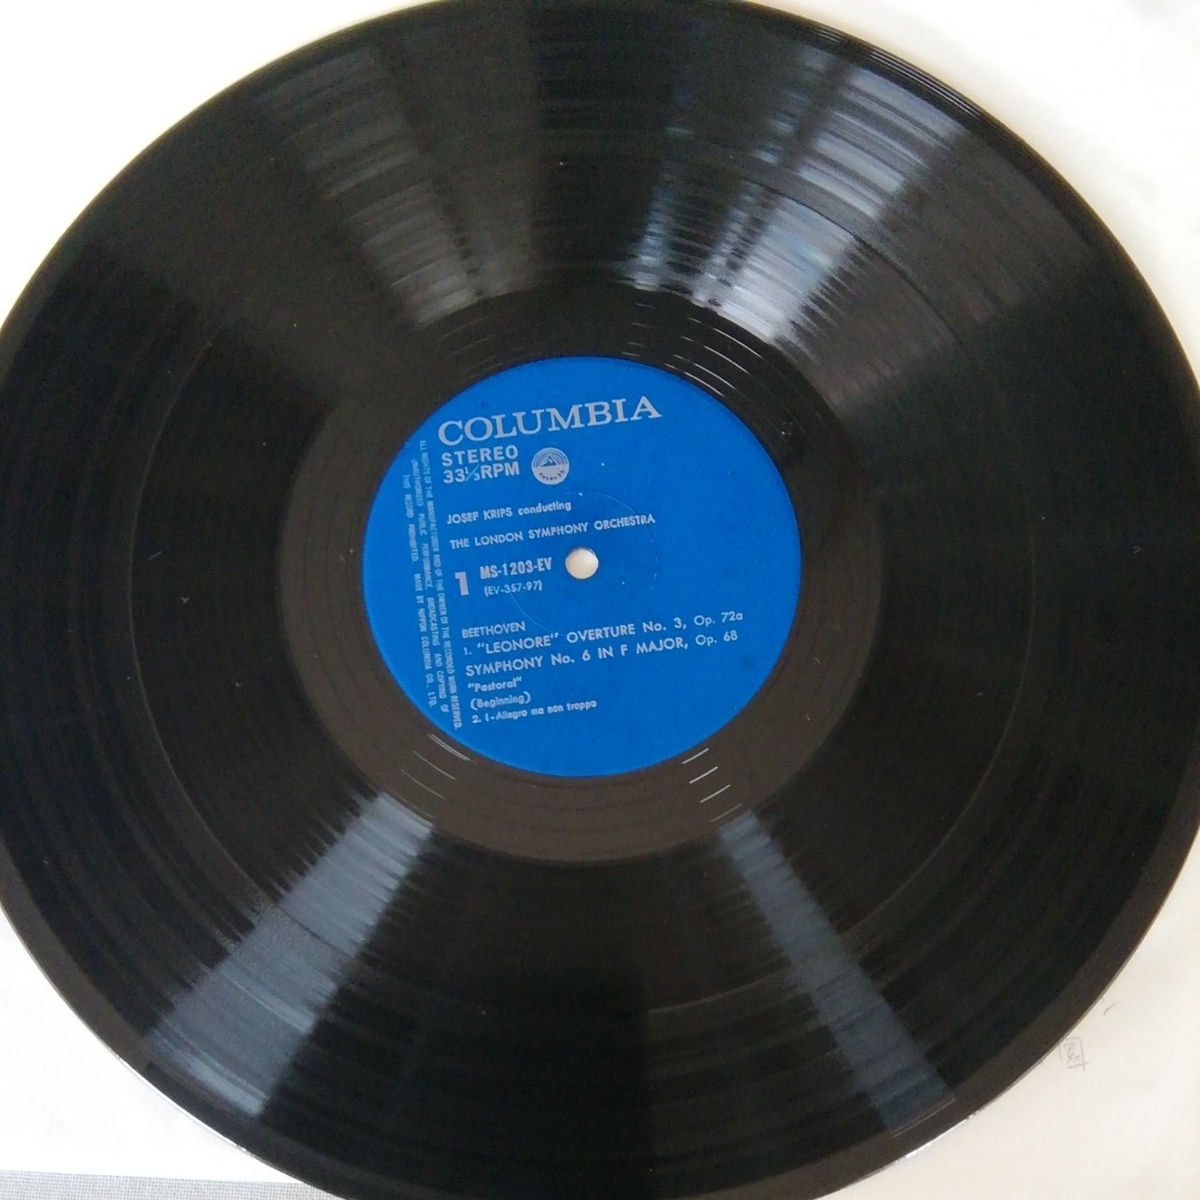 COLUMBIA
STEREO
33⅓RPM
JOSEF KRIPS conducting
THE LONDON SYMPHONY ORCHESTRA
1 MS-1203-EV
(EV-357-97)
BEETHOVEN
1. "LEONORE" OVERTURE No. 3, Op. 72a
SYMPHONY No. 6 IN F MAJOR, Op. 68
"Pastoral"
(Beginning)
2. I-Allegro ma non troppo
ALL RIGHTS OF THE MANUFACTURER AND OF THE OWNER OF THE RECORDED WORK RESERVED.
UNAUTHORIZED PUBLIC PERFORMANCE, BROADCASTING AND COPYING OF
THIS RECORD PROHIBITED. MADE BY NIPPON COLUMBIA CO., LTD.